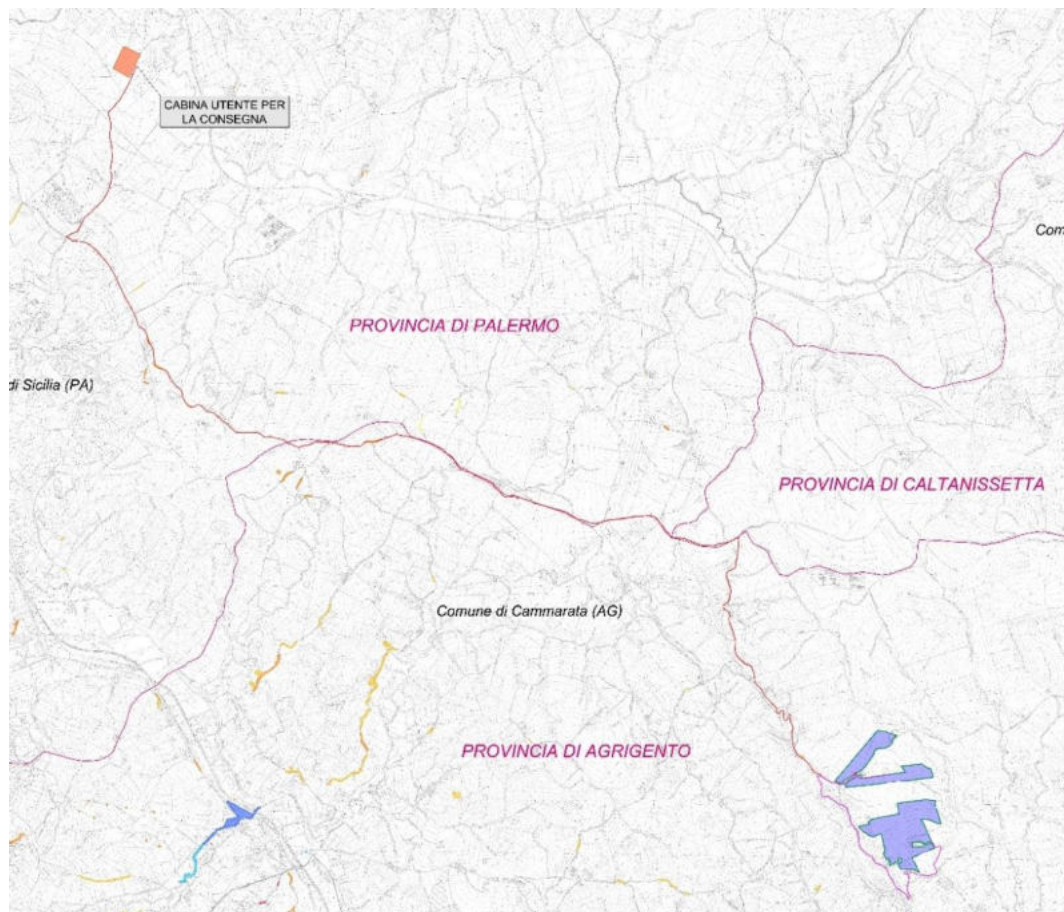 CABINA UTENTE PER
LA CONSEGNA
Com
PROVINCIA DI PALERMO
di Sicilia (PA)
PROVINCIA DI CALTANISSETTA
Comune di Cammarata (AG)
PROVINCIA DI AGRIGENTO